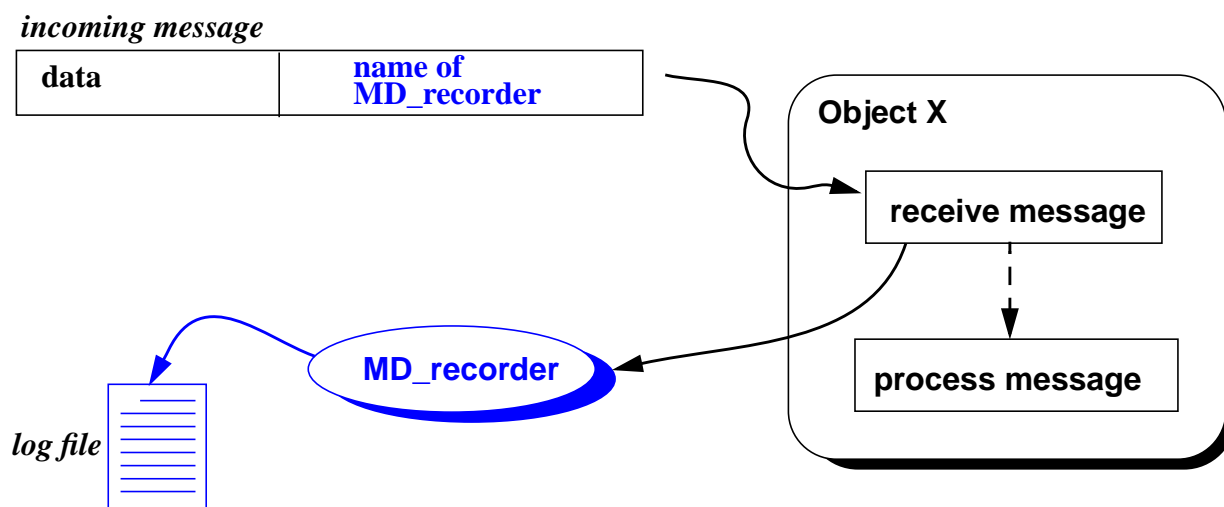 incoming message
data
name of
MD_recorder
Object X
receive message
process message
MD_recorder
log file